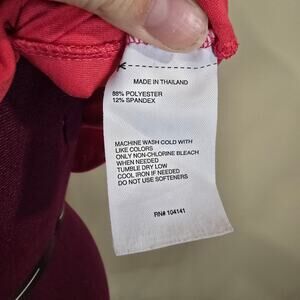 MADE IN THAILAND
88% POLYESTER
12% SPANDEX
MACHINE WASH COLD WITH
LIKE COLORS
ONLY NON-CHLORINE BLEACH
WHEN NEEDED
TUMBLE DRY LOW
COOL IRON IF NEEDED
DO NOT USE SOFTENERS
RN# 104141